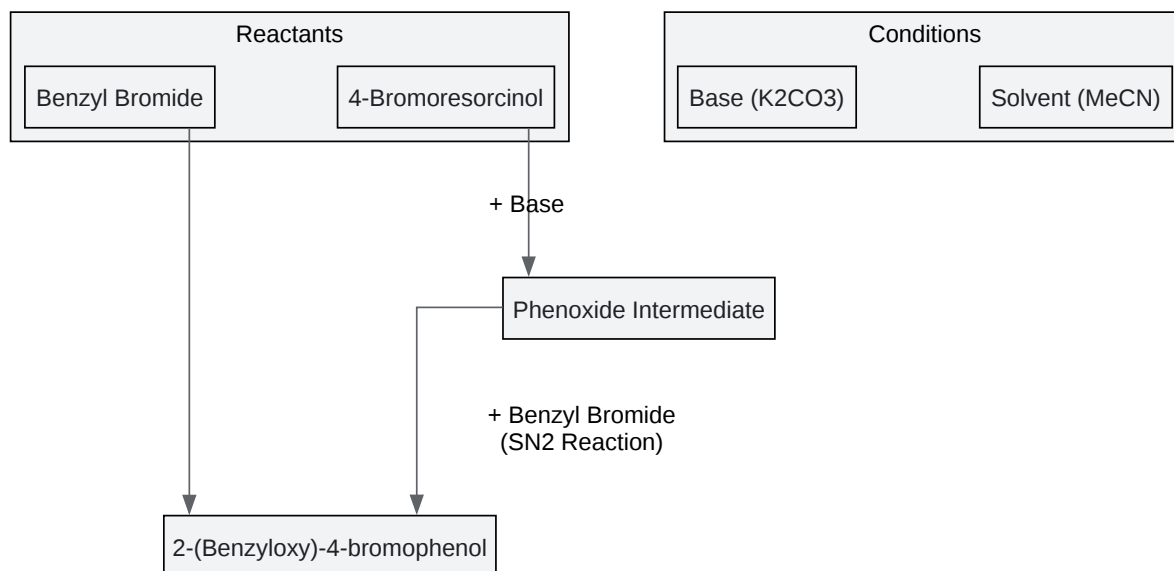 Reactants
Conditions
Benzyl Bromide
4-Bromoresorcinol
Base (K2CO3)
Solvent (MeCN)
+ Base
Phenoxide Intermediate
+ Benzyl Bromide
(SN2 Reaction)
2-(Benzyloxy)-4-bromophenol